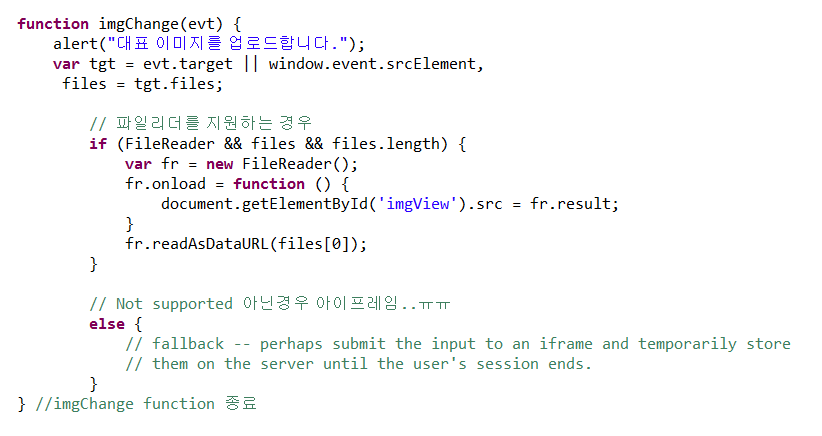 function imgChange(evt) {
alert("대표 이미지를 업로드합니다.");
var tgt = evt.target || window.event.srcElement,
files = tgt.files;
// 파일리더를 지원하는 경우
if (FileReader && files && files.length) {
var fr = new FileReader();
fr.onload = function () {
document.getElementById('imgView').src = fr.result;
}
fr.readAsDataURL(files[0]);
}
// Not supported 아닌경우 아이프레임..ㅠㅠ
else {
// fallback -- perhaps submit the input to an iframe and temporarily store
// them on the server until the user's session ends.
}
} //imgChange function 종료